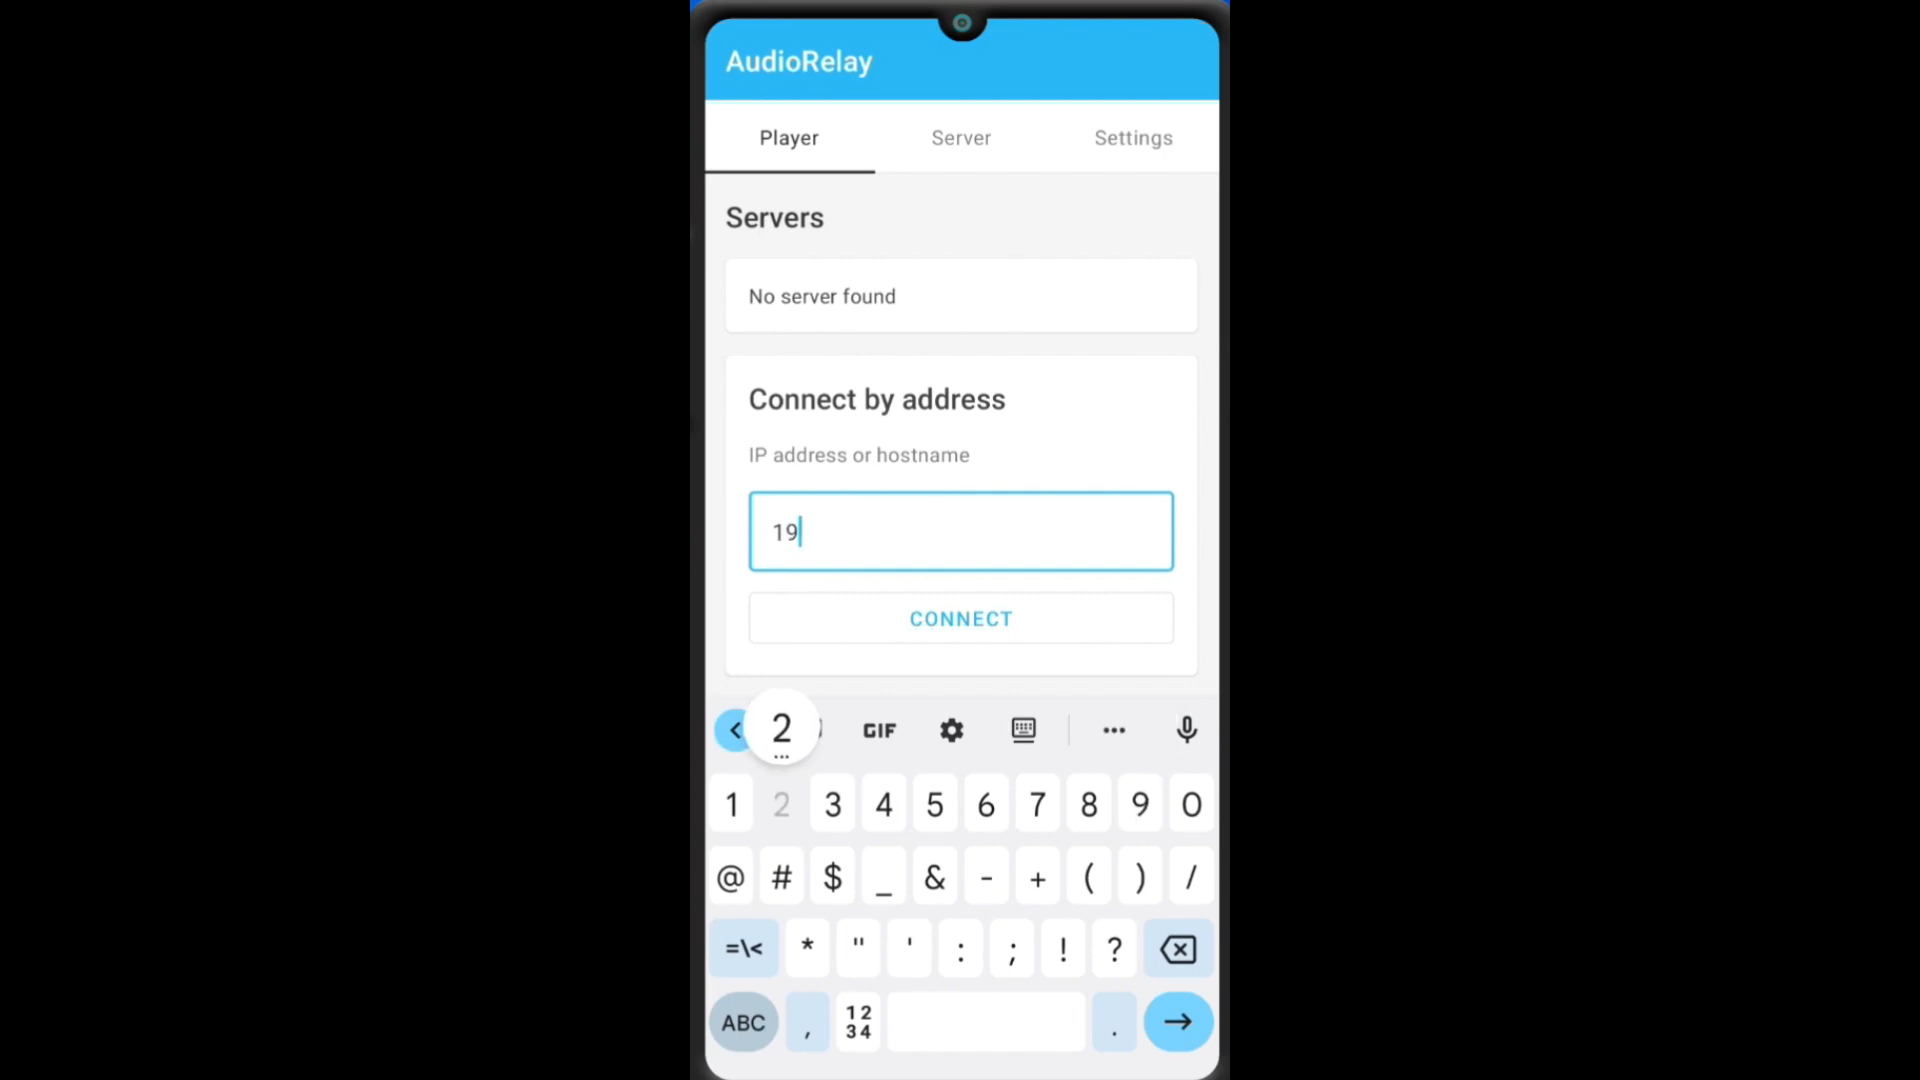 AudioRelay
Player Server Settings
Servers
No server found
Connect by address
IP address or hostname
19
CONNECT
2
GIF
1 2 3 4 5 6 7 8 9 0
@ # $ _ & - + ( ) /
=\< * " ' : ; ! ?
ABC , 12 34 .